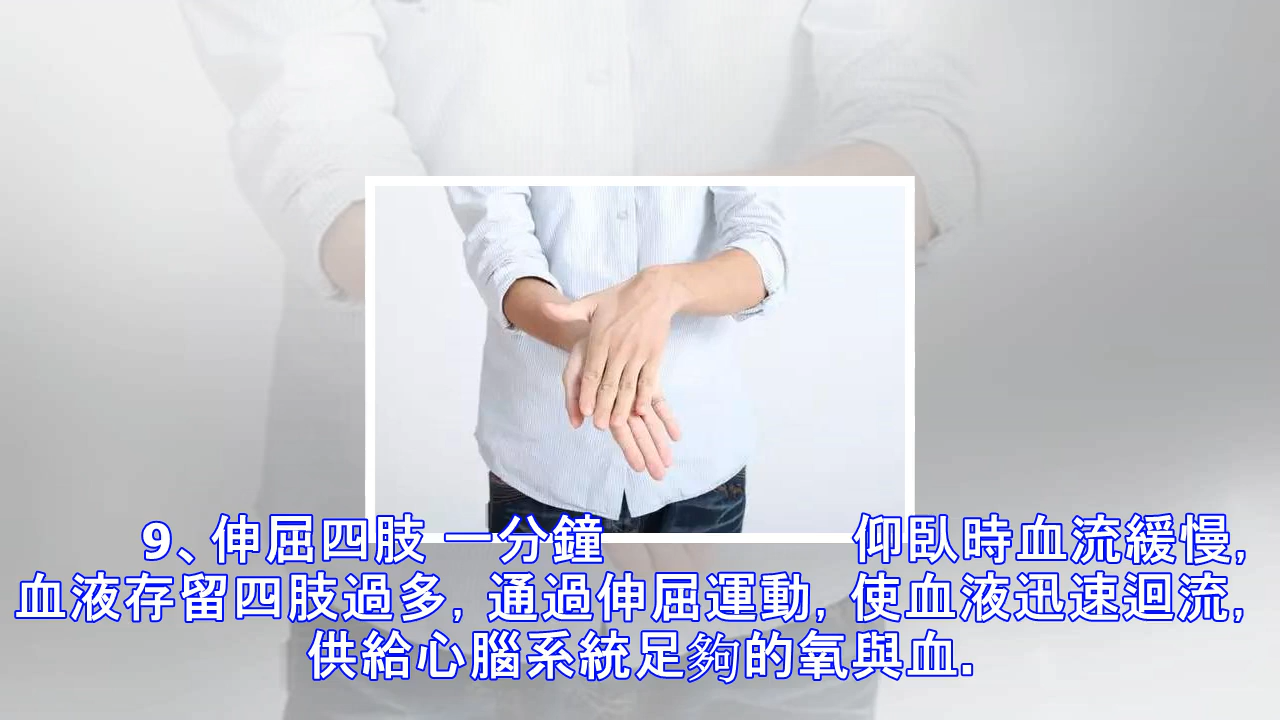 9、伸屈四肢 一分鐘 仰臥時血流緩慢,
血液存留四肢過多, 通過伸屈運動, 使血液迅速迴流,
供給心腦系統足夠的氧與血.